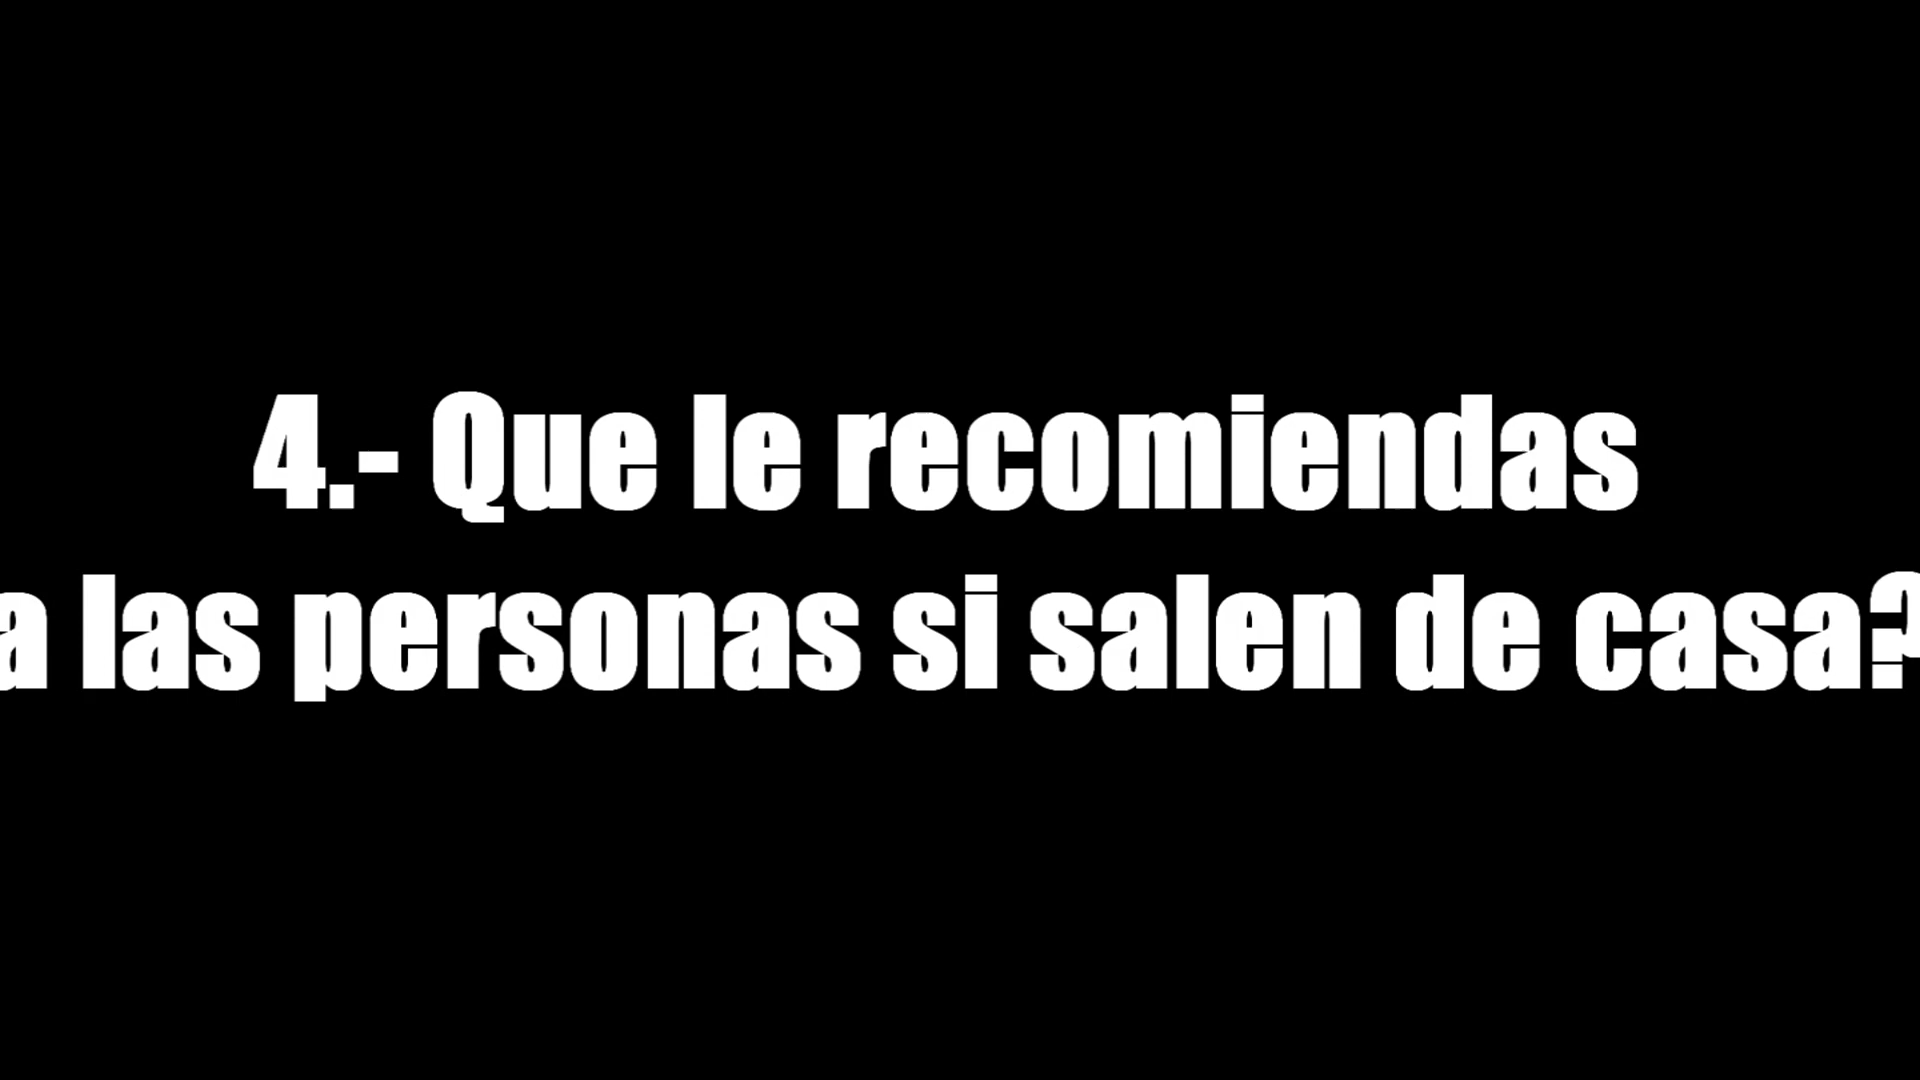 4.- Que le recomiendas
a las personas si salen de casa?